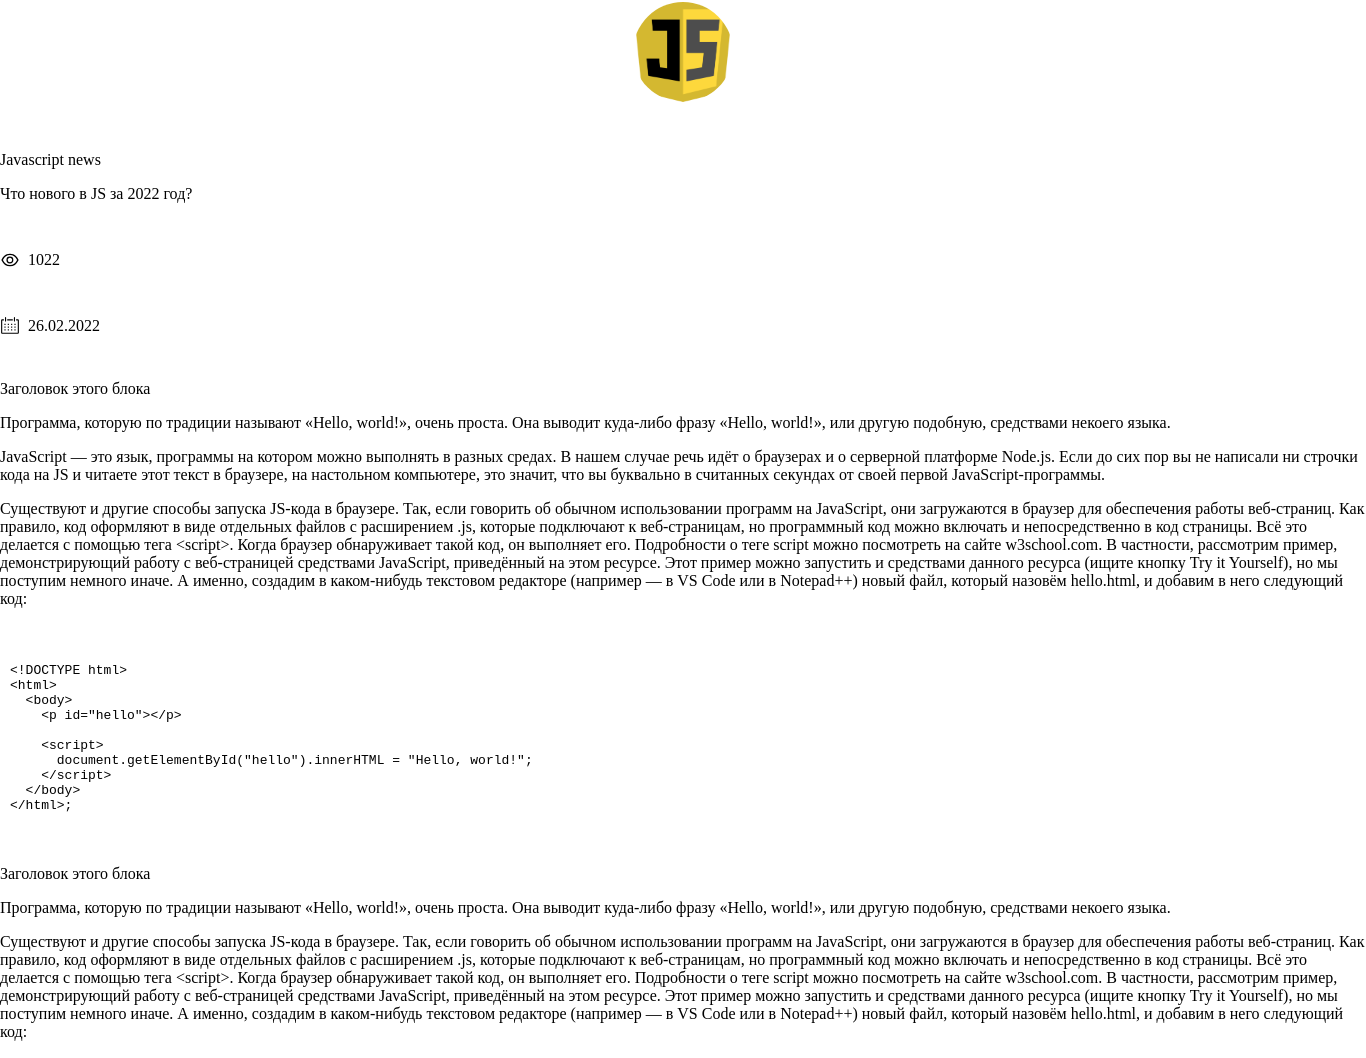 JS
Javascript news
Что нового в JS за 2022 год?
1022
26.02.2022
Заголовок этого блока
Программа, которую по традиции называют «Hello, world!», очень проста. Она выводит куда-либо фразу «Hello, world!», или другую подобную, средствами некоего языка.
JavaScript — это язык, программы на котором можно выполнять в разных средах. В нашем случае речь идёт о браузерах и о серверной платформе Node.js. Если до сих пор вы не написали ни строчки
кода на JS и читаете этот текст в браузере, на настольном компьютере, это значит, что вы буквально в считанных секундах от своей первой JavaScript-программы.
Существуют и другие способы запуска JS-кода в браузере. Так, если говорить об обычном использовании программ на JavaScript, они загружаются в браузер для обеспечения работы веб-страниц. Как
правило, код оформляют в виде отдельных файлов с расширением .js, которые подключают к веб-страницам, но программный код можно включать и непосредственно в код страницы. Всё это
делается с помощью тега <script>. Когда браузер обнаруживает такой код, он выполняет его. Подробности о теге script можно посмотреть на сайте w3school.com. В частности, рассмотрим пример,
демонстрирующий работу с веб-страницей средствами JavaScript, приведённый на этом ресурсе. Этот пример можно запустить и средствами данного ресурса (ищите кнопку Try it Yourself), но мы
поступим немного иначе. А именно, создадим в каком-нибудь текстовом редакторе (например — в VS Code или в Notepad++) новый файл, который назовём hello.html, и добавим в него следующий
код:
<!DOCTYPE html>
<html>
  <body>
    <p id="hello"></p>
    <script>
      document.getElementById("hello").innerHTML = "Hello, world!";
    </script>
  </body>
</html>;
Заголовок этого блока
Программа, которую по традиции называют «Hello, world!», очень проста. Она выводит куда-либо фразу «Hello, world!», или другую подобную, средствами некоего языка.
Существуют и другие способы запуска JS-кода в браузере. Так, если говорить об обычном использовании программ на JavaScript, они загружаются в браузер для обеспечения работы веб-страниц. Как
правило, код оформляют в виде отдельных файлов с расширением .js, которые подключают к веб-страницам, но программный код можно включать и непосредственно в код страницы. Всё это
делается с помощью тега <script>. Когда браузер обнаруживает такой код, он выполняет его. Подробности о теге script можно посмотреть на сайте w3school.com. В частности, рассмотрим пример,
демонстрирующий работу с веб-страницей средствами JavaScript, приведённый на этом ресурсе. Этот пример можно запустить и средствами данного ресурса (ищите кнопку Try it Yourself), но мы
поступим немного иначе. А именно, создадим в каком-нибудь текстовом редакторе (например — в VS Code или в Notepad++) новый файл, который назовём hello.html, и добавим в него следующий
код: